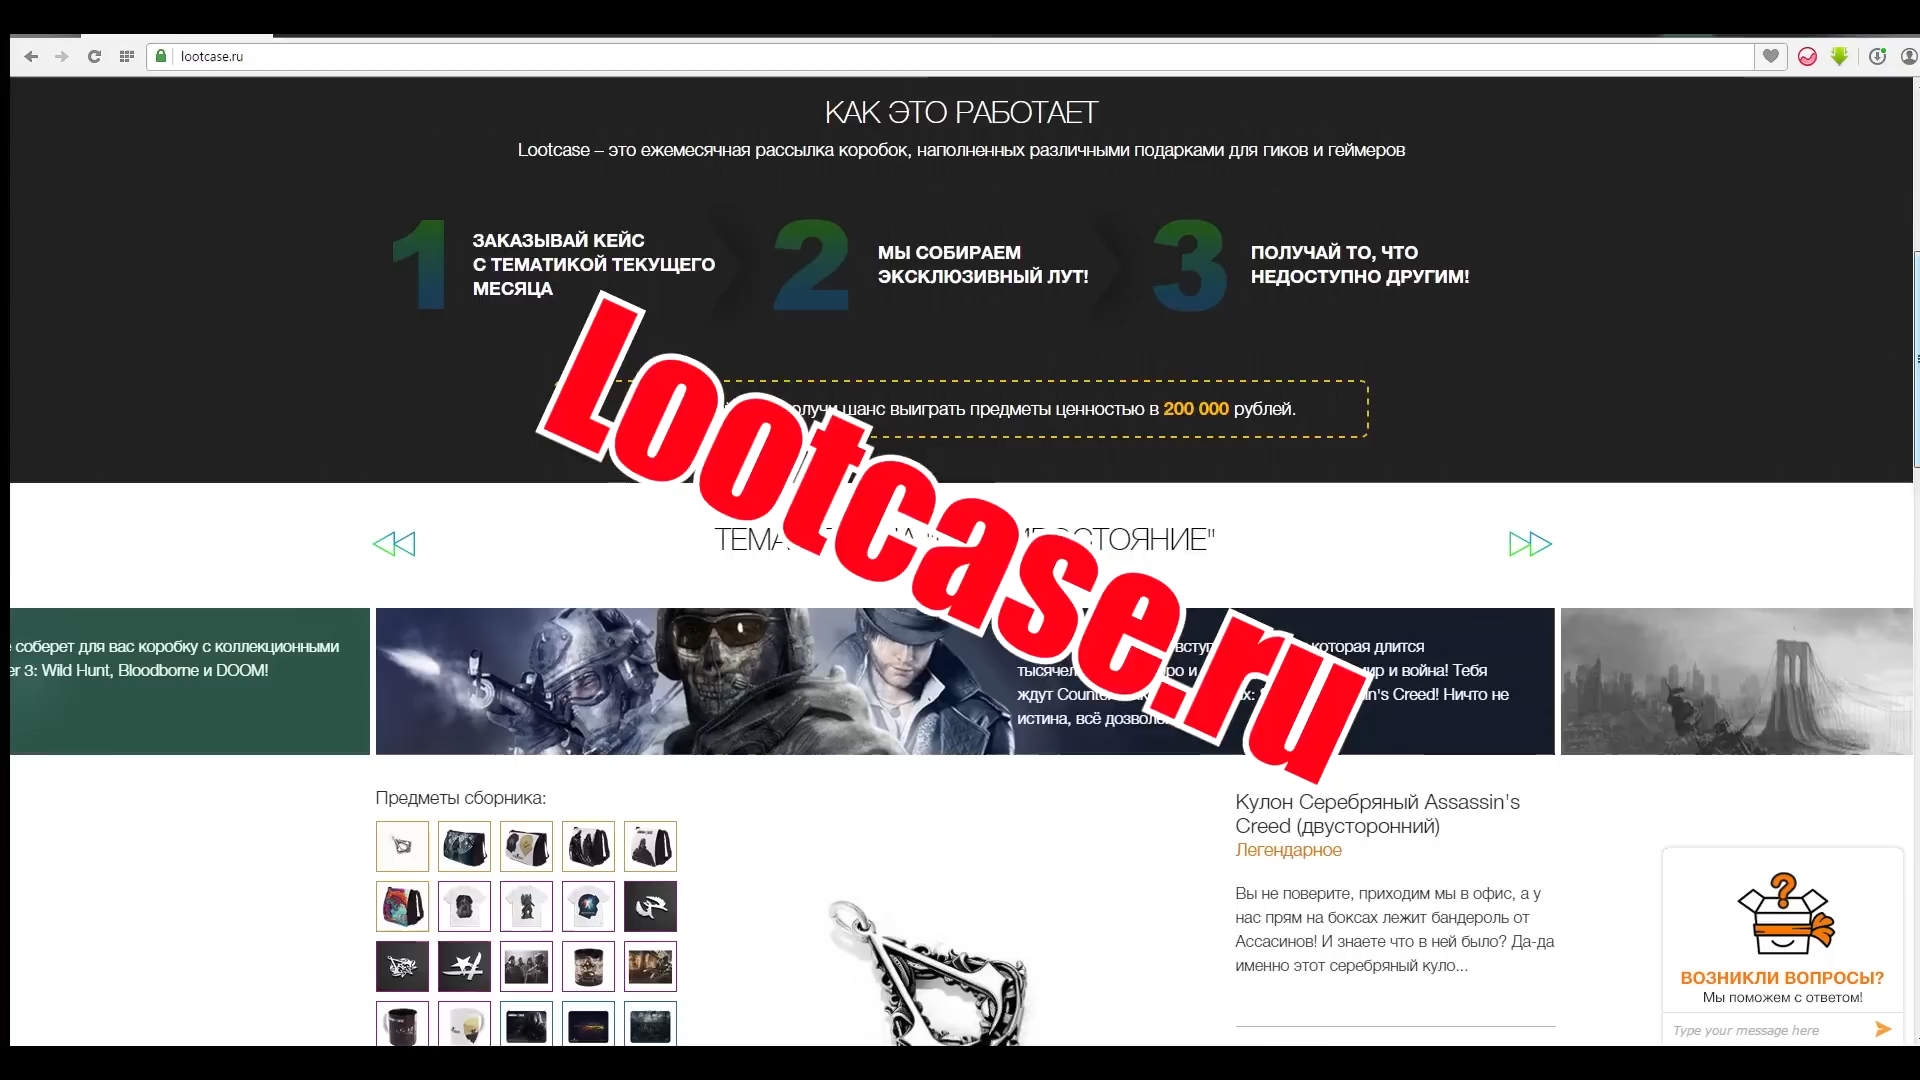 lootcase.ru
КАК ЭТО РАБОТАЕТ
Lootcase – это ежемесячная рассылка коробок, наполненных различными подарками для гиков и геймеров
1
ЗАКАЗЫВАЙ КЕЙС
С ТЕМАТИКОЙ ТЕКУЩЕГО
МЕСЯЦА
2
МЫ СОБИРАЕМ
ЭКСКЛЮЗИВНЫЙ ЛУТ!
3
ПОЛУЧАЙ ТО, ЧТО
НЕДОСТУПНО ДРУГИМ!
шанс выиграть предметы ценностью в 200 000 рублей.
Lootcase.ru
соберет для вас коробку с коллекционными
3: Wild Hunt, Bloodborne и DOOM!
которая длится
и война! Тебя
ждут Creed! Ничто не
истина, всё
Предметы сборника:
Кулон Серебряный Assassin's
Creed (двусторонний)
Легендарное
Вы не поверите, приходим мы в офис, а у
нас прям на боксах лежит бандероль от
Ассасинов! И знаете что в ней было? Да-да
именно этот серебряный куло...
ВОЗНИКЛИ ВОПРОСЫ?
Мы поможем с ответом!
Type your message here